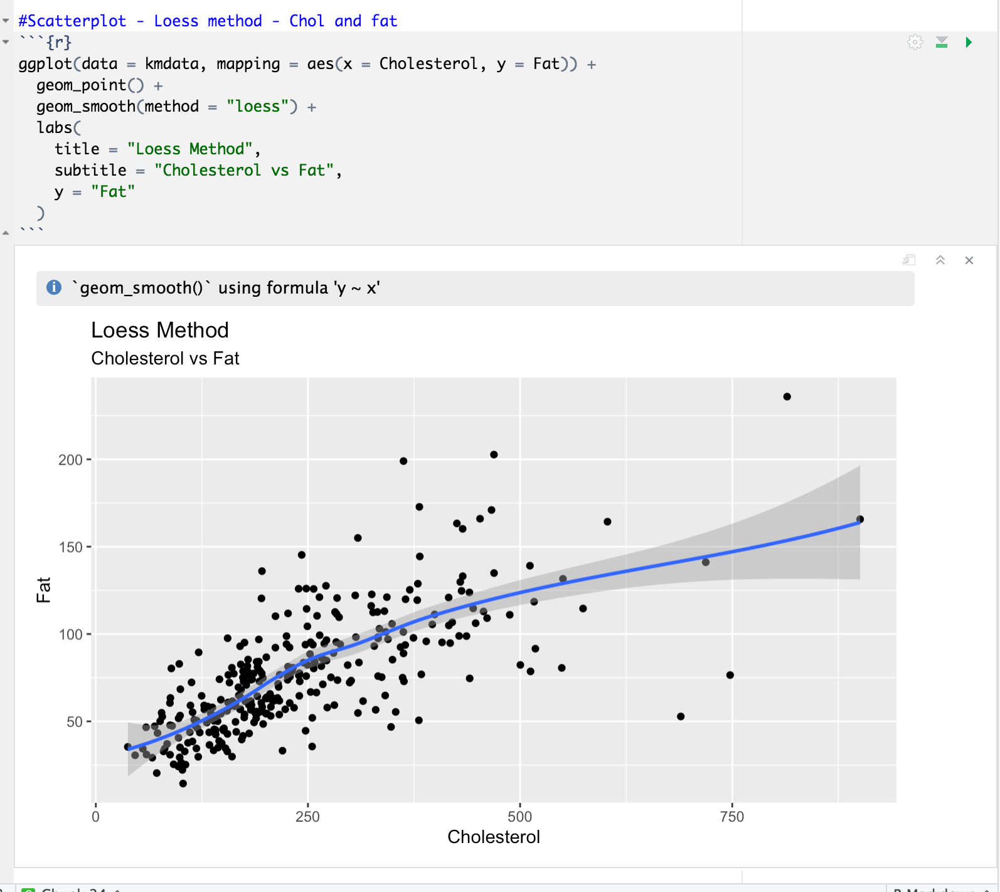 #Scatterplot - Loess method - Chol and fat
```{r}
ggplot(data = kmdata, mapping = aes(x = Cholesterol, y = Fat)) +
  geom_point() +
  geom_smooth(method = "loess") +
  labs(
    title = "Loess Method",
    subtitle = "Cholesterol vs Fat",
    y = "Fat"
  )
```
`geom_smooth()` using formula 'y ~ x'
Loess Method
Cholesterol vs Fat
200
150
100
50
Fat
0 250 500 750
Cholesterol